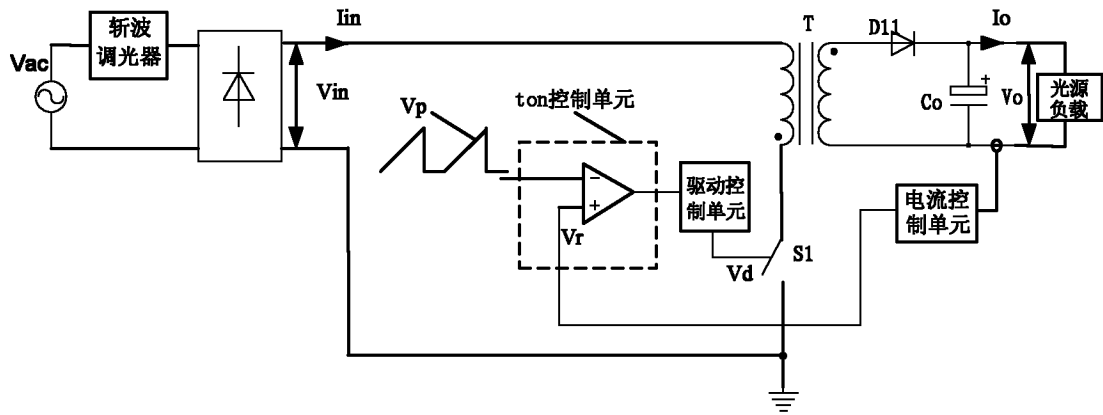 Vac
斩波
调光器
Iin
Vin
Vp
ton控制单元
−
+
Vr
驱动控
制单元
Vd
S1
T
D11
Io
+
Co
Vo
光源
负载
电流控
制单元